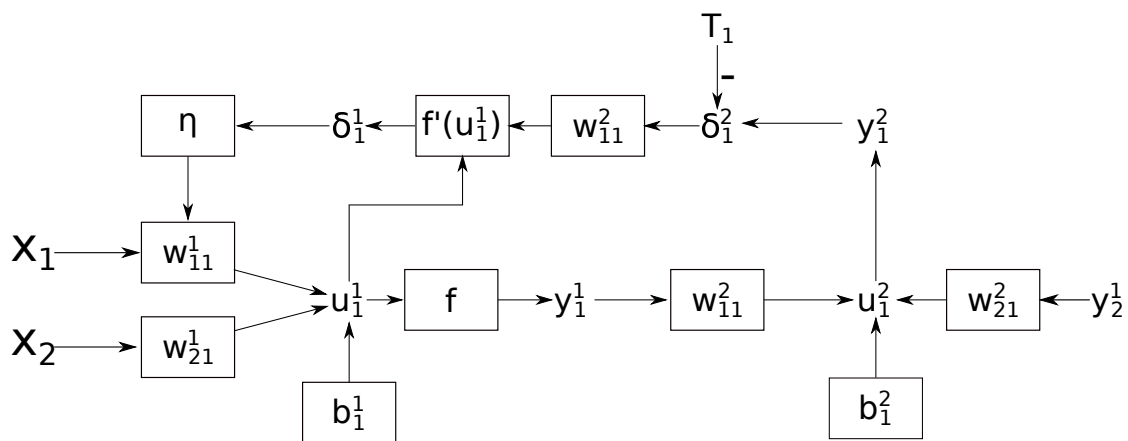 T₁
-
η δ₁¹ f'(u₁¹) w₁₁² δ₁² y₁²
x₁ w₁₁¹
u₁¹ f y₁¹ w₁₁² u₁² w₂₁² y₂¹
x₂ w₂₁¹
b₁¹ b₁²